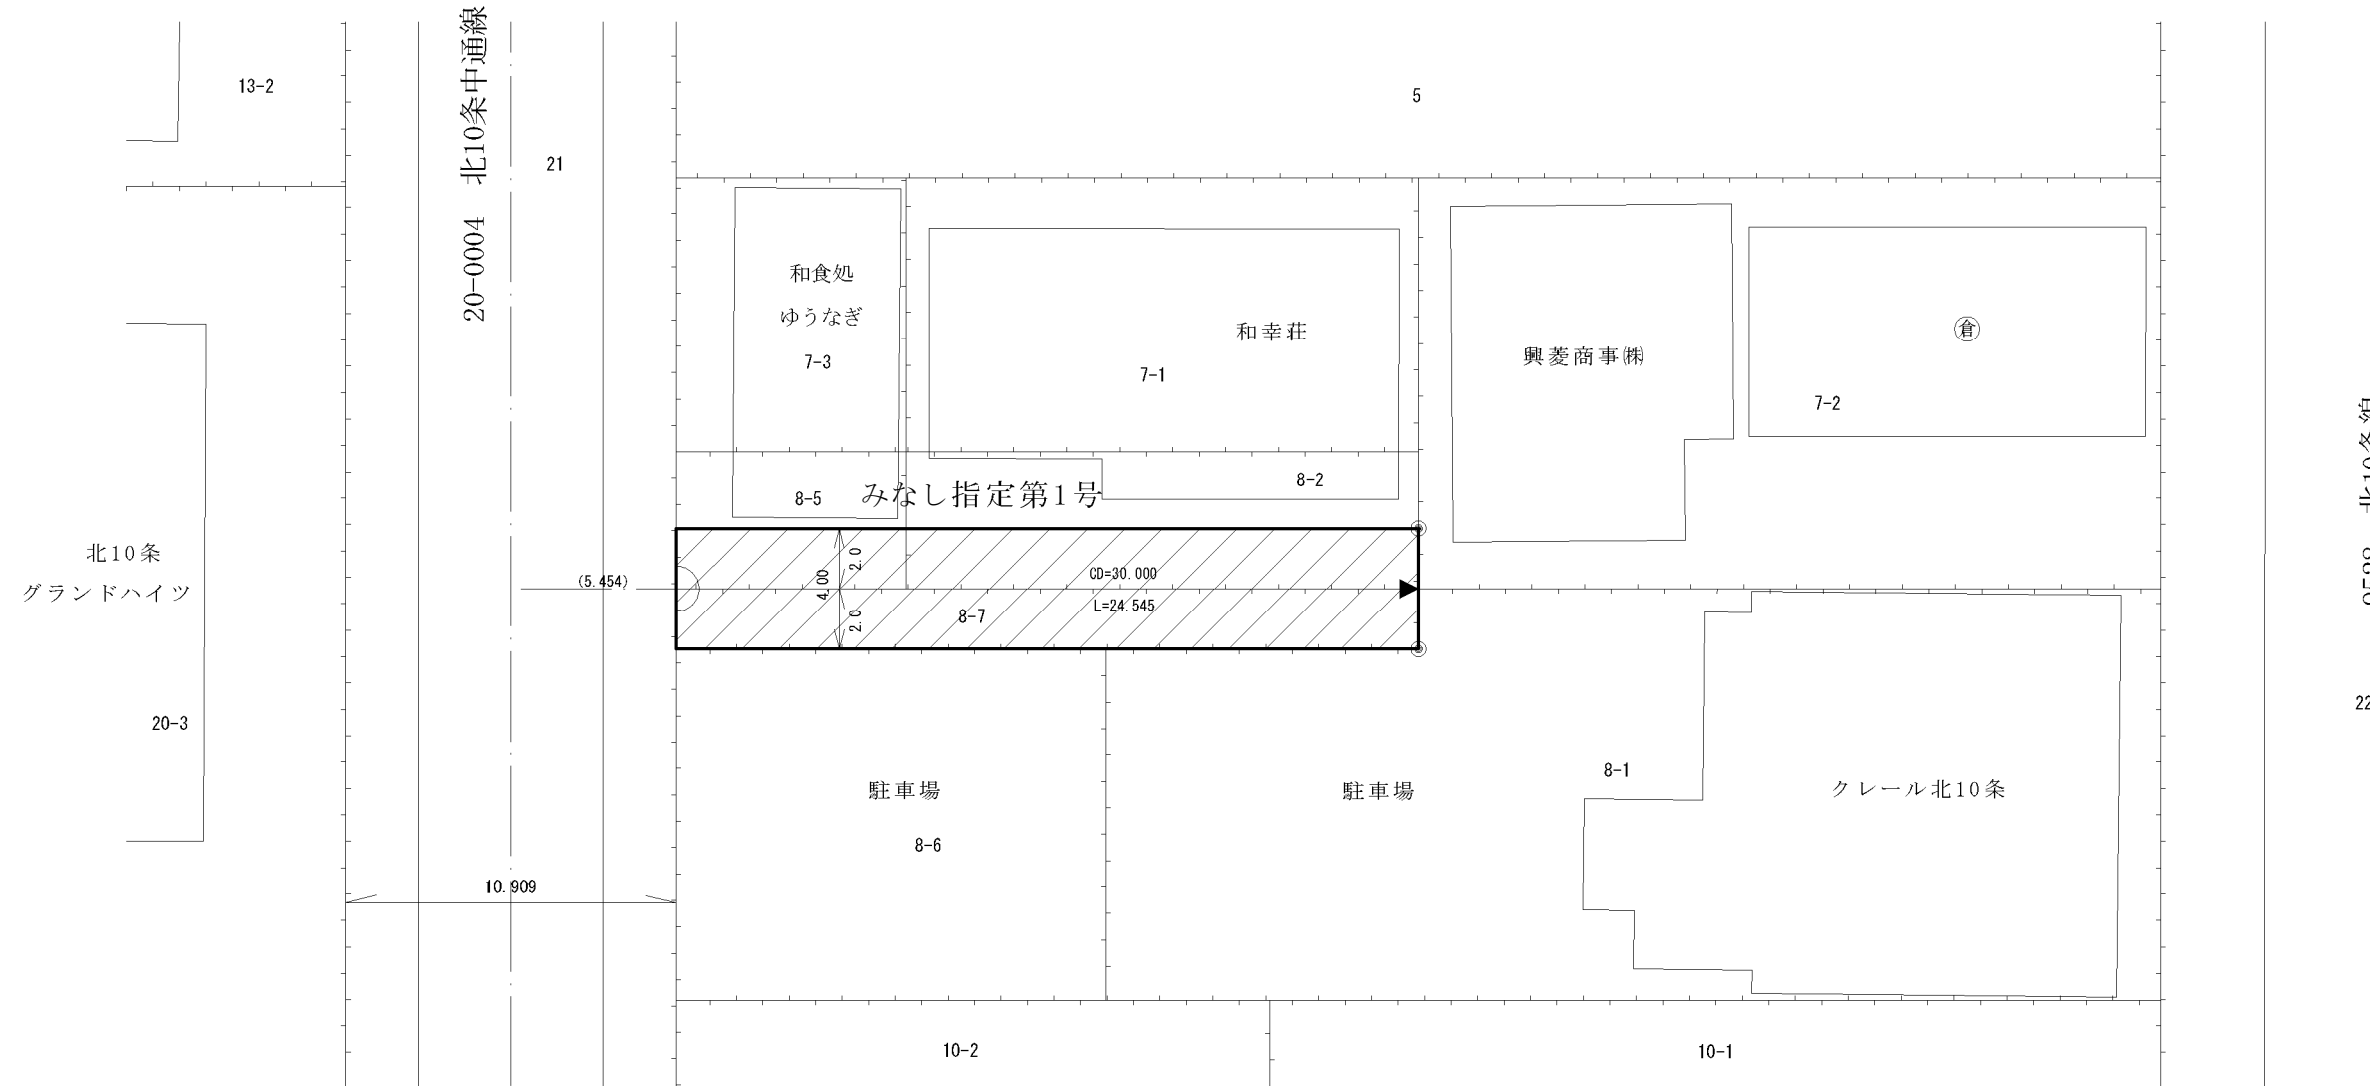 13-2
20-0004 北10条中通線
21
5
和食処
ゆうなぎ
7-3
和幸荘
7-1
興菱商事㈱
倉
7-2
8-5
みなし指定第1号
8-2
北10条
グランドハイツ
20-3
(5.454)
4.00
2.0
2.0
CD=30.000
L=24.545
8-7
駐車場
8-6
駐車場
8-1
クレール北10条
10.909
22
10-2
10-1